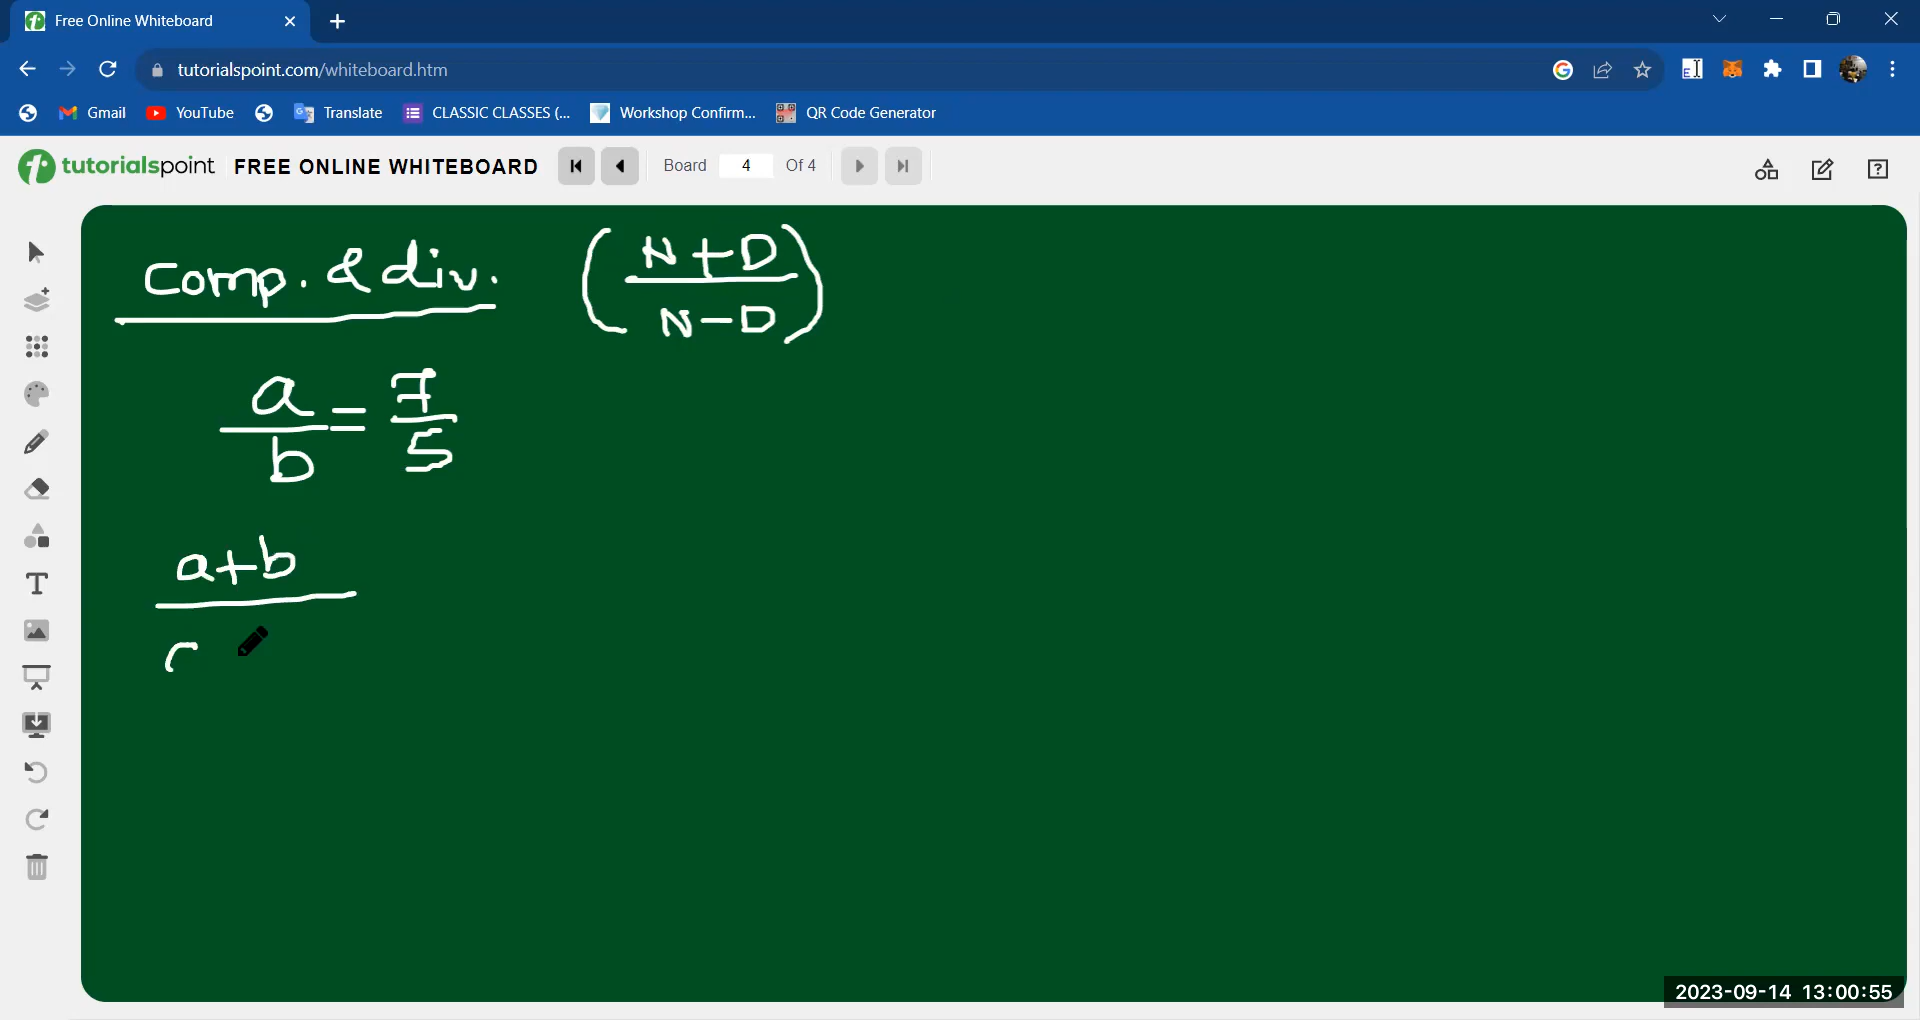 Free Online Whiteboard
tutorialspoint.com/whiteboard.htm
Gmail YouTube Translate CLASSIC CLASSES (... Workshop Confirm... QR Code Generator
tutorialspoint FREE ONLINE WHITEBOARD Board 4 Of 4
Comp. & div. (N+D / N-D)
a/b = 7/5
a+b
2023-09-14 13:00:55